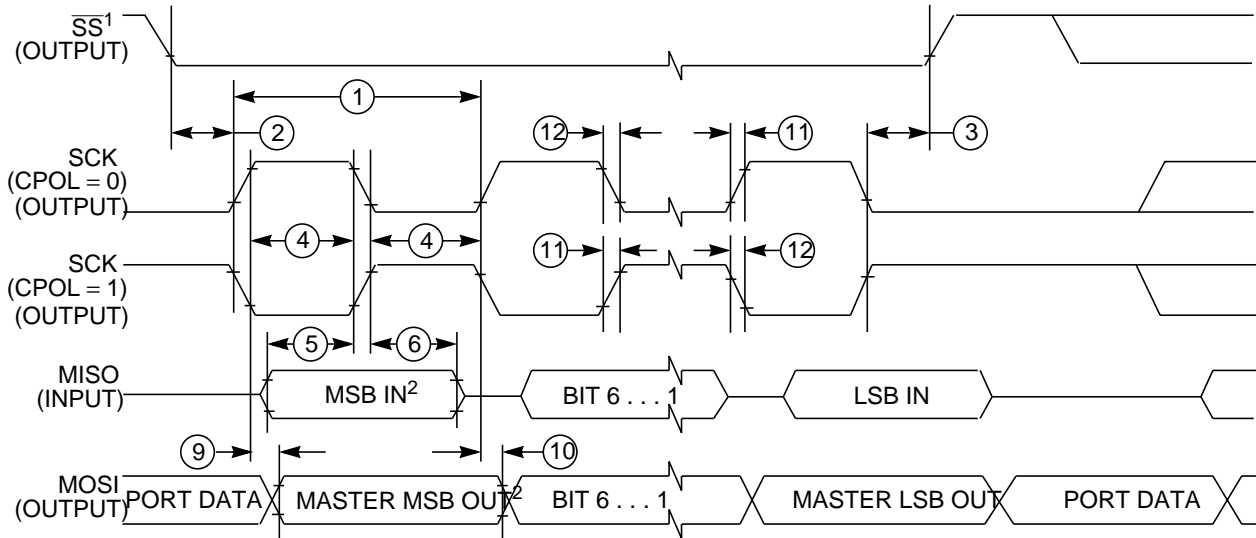 SS¹
(OUTPUT)
1
2
12
11
3
SCK
(CPOL = 0)
(OUTPUT)
4
4
11
12
SCK
(CPOL = 1)
(OUTPUT)
5
6
MISO
(INPUT)
MSB IN²
BIT 6 . . . 1
LSB IN
9
10
MOSI
(OUTPUT)
PORT DATA
MASTER MSB OUT²
BIT 6 . . . 1
MASTER LSB OUT
PORT DATA